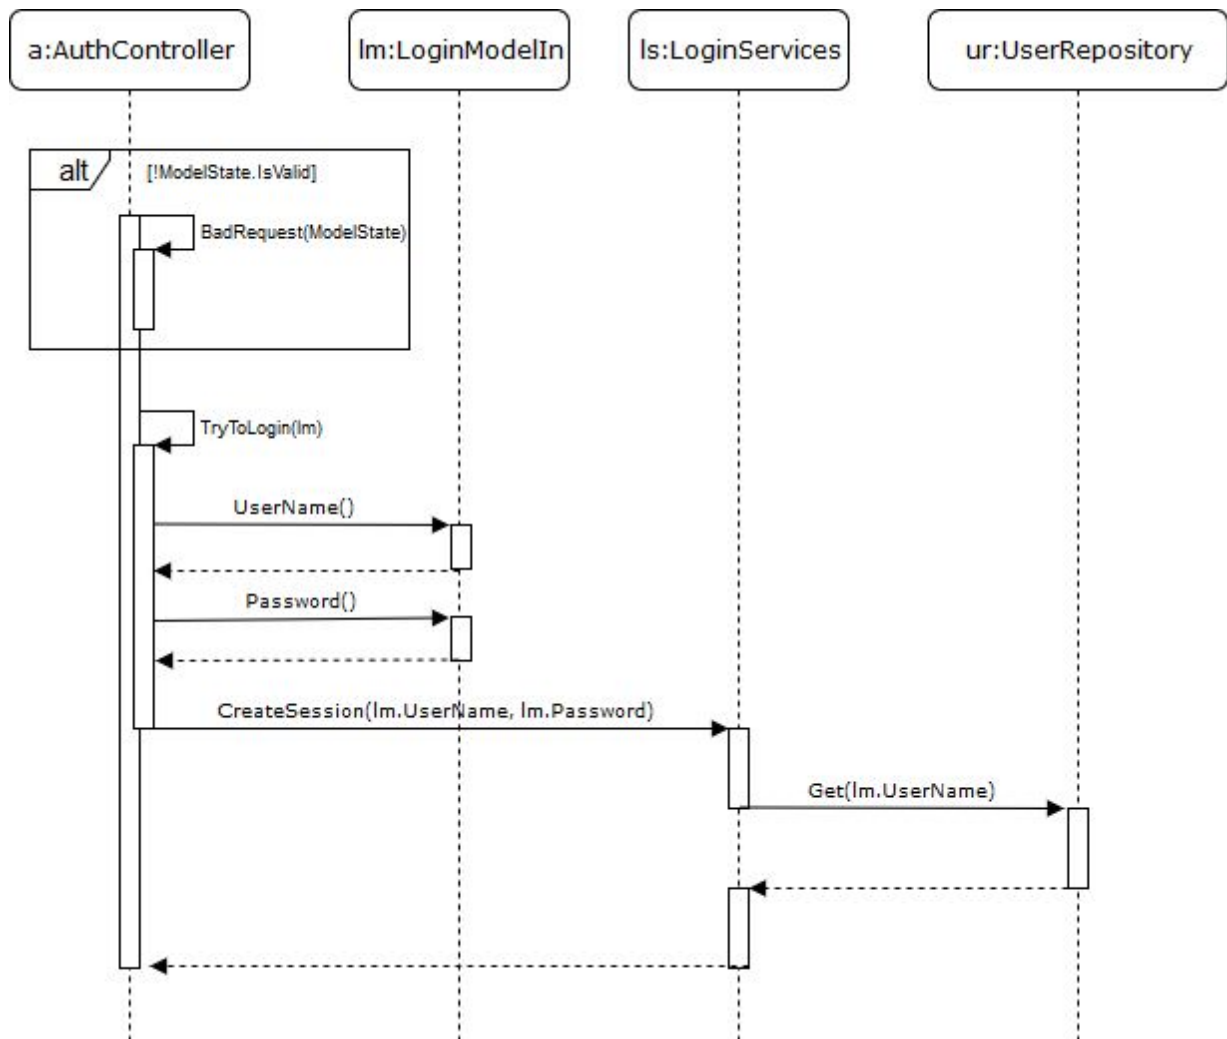 a:AuthController
lm:LoginModelIn
ls:LoginServices
ur:UserRepository
alt
[!ModelState.IsValid]
BadRequest(ModelState)
TryToLogin(lm)
UserName()
Password()
CreateSession(lm.UserName, lm.Password)
Get(lm.UserName)